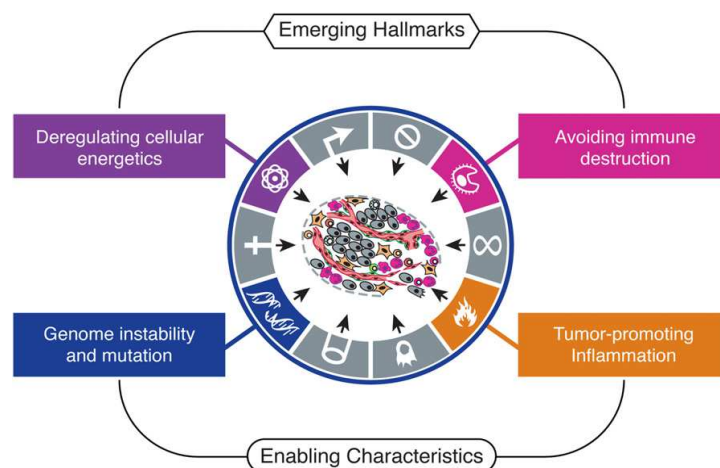 Emerging Hallmarks
Deregulating cellular
energetics
Avoiding immune
destruction
Genome instability
and mutation
Tumor-promoting
Inflammation
Enabling Characteristics